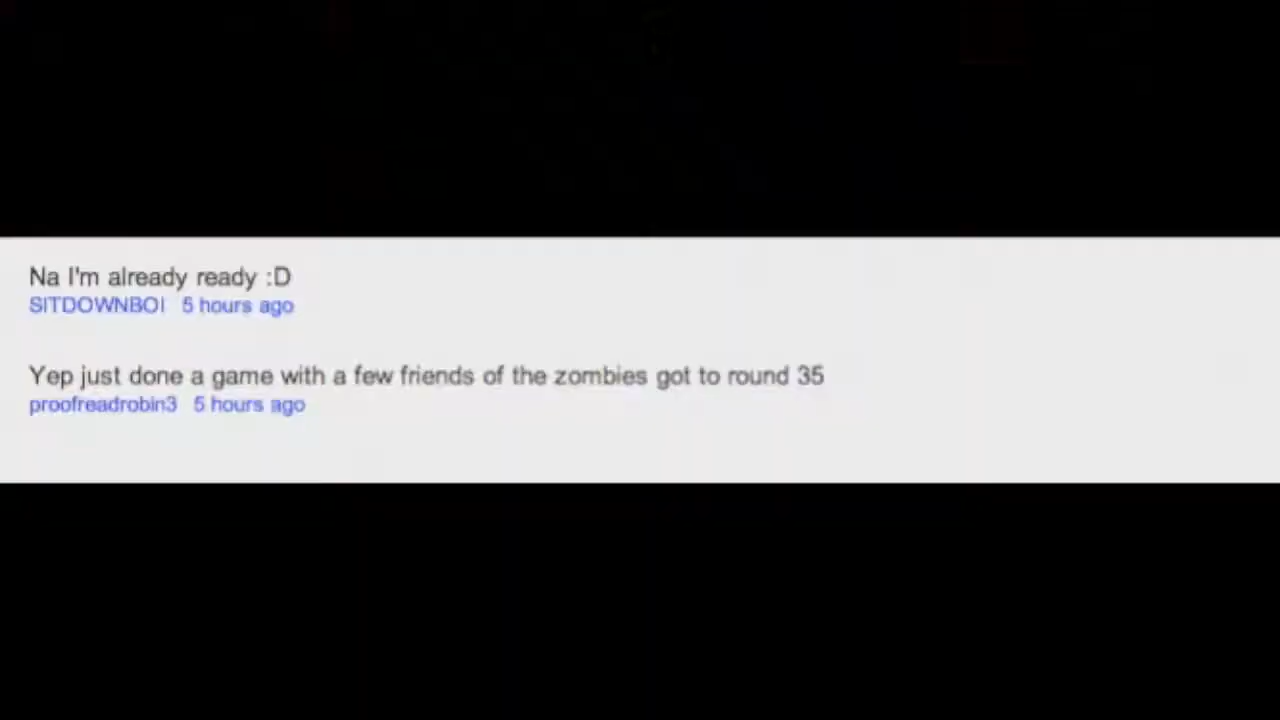 Na I'm already ready :D
SITDOWNBOI 5 hours ago
Yep just done a game with a few friends of the zombies got to round 35
proofreadrobin3 5 hours ago